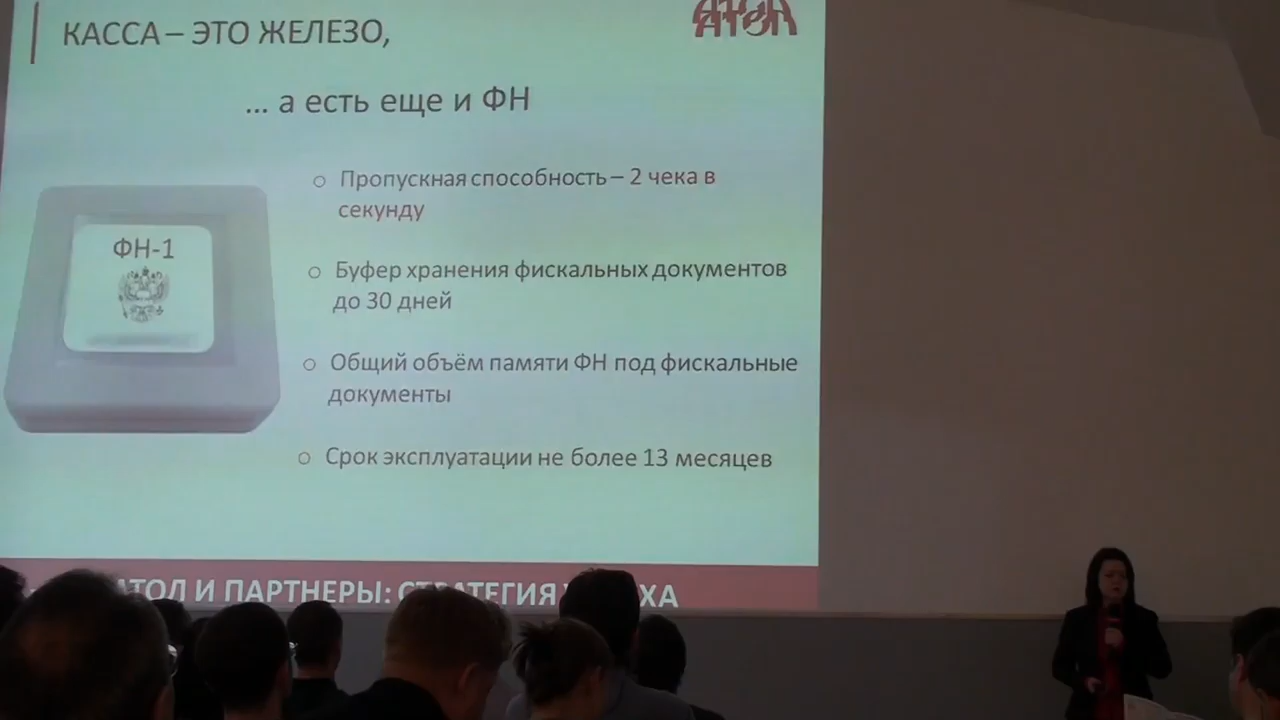 КАССА – ЭТО ЖЕЛЕЗО,
АТОЛ
... а есть еще и ФН
ФН-1
Пропускная способность – 2 чека в
секунду
Буфер хранения фискальных документов
до 30 дней
Общий объём памяти ФН под фискальные
документы
Срок эксплуатации не более 13 месяцев
АТОЛ И ПАРТНЕРЫ: СТРАТЕГИЯ